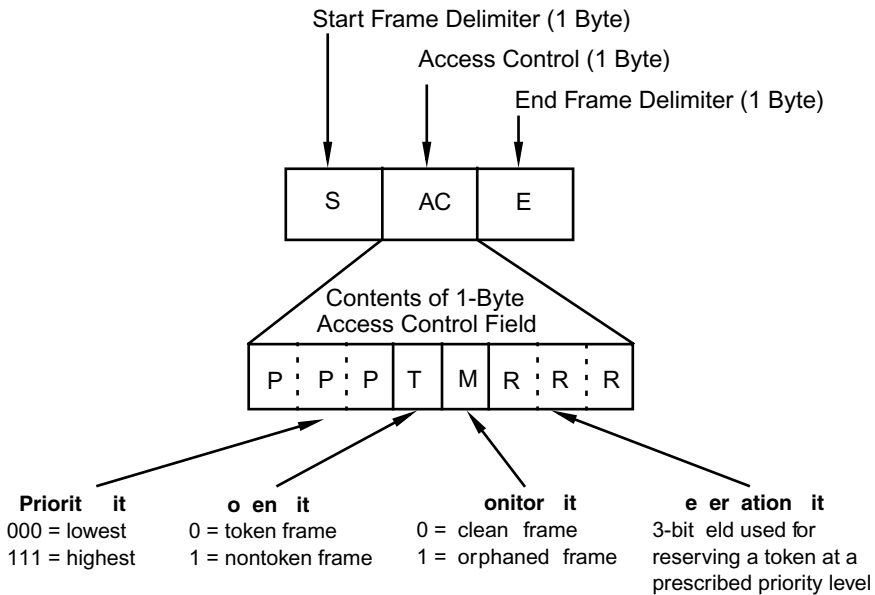 Start Frame Delimiter (1 Byte)
Access Control (1 Byte)
End Frame Delimiter (1 Byte)
S AC E
Contents of 1-Byte
Access Control Field
P P P T M R R R
Priorit it
000 = lowest
111 = highest
o en it
0 = token frame
1 = nontoken frame
onitor it
0 = clean frame
1 = orphaned frame
e er ation it
3-bit eld used for
reserving a token at a
prescribed priority level